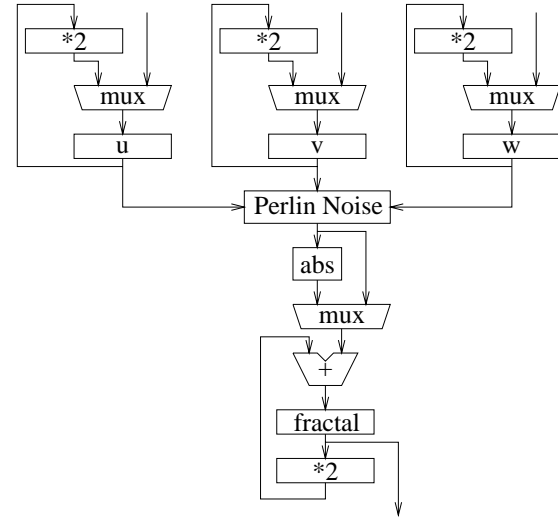 *2 *2 *2
mux mux mux
u v w
Perlin Noise
abs
mux
+
fractal
*2